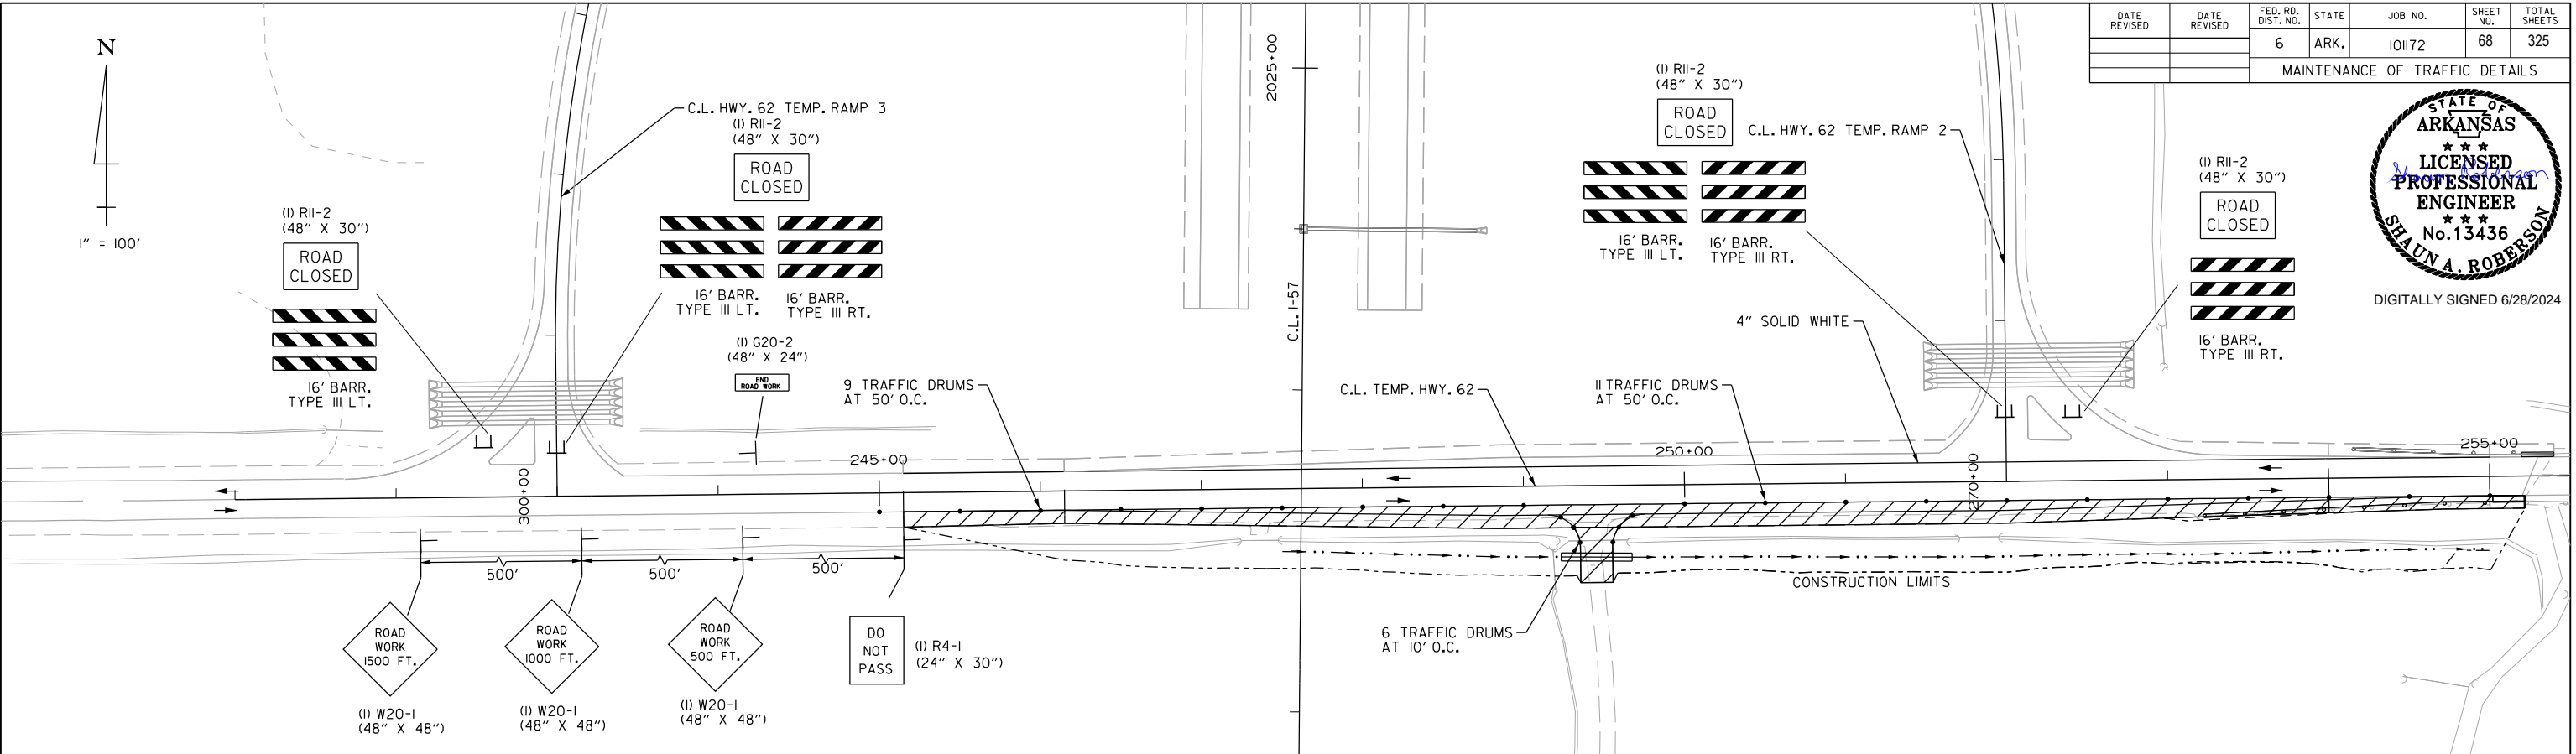 DATE REVISED
DATE REVISED
FED. RD. DIST. NO.
STATE
JOB NO.
SHEET NO.
TOTAL SHEETS
6
ARK.
101172
68
325
MAINTENANCE OF TRAFFIC DETAILS
N
1" = 100'
STATE OF
ARKANSAS
★ ★ ★
LICENSED
PROFESSIONAL
ENGINEER
★ ★ ★
No.13436
SHAUN A. ROBERSON
Shaun Roberson
DIGITALLY SIGNED 6/28/2024
(1) R11-2
(48" X 30")
ROAD
CLOSED
16' BARR.
TYPE III LT.
C.L. HWY. 62 TEMP. RAMP 3
(1) R11-2
(48" X 30")
ROAD
CLOSED
16' BARR.
TYPE III LT.
16' BARR.
TYPE III RT.
(1) G20-2
(48" X 24")
END
ROAD WORK
9 TRAFFIC DRUMS
AT 50' O.C.
2025+00
C.L. I-57
C.L. TEMP. HWY. 62
11 TRAFFIC DRUMS
AT 50' O.C.
(1) R11-2
(48" X 30")
ROAD
CLOSED
16' BARR.
TYPE III LT.
16' BARR.
TYPE III RT.
C.L. HWY. 62 TEMP. RAMP 2
4" SOLID WHITE
(1) R11-2
(48" X 30")
ROAD
CLOSED
16' BARR.
TYPE III RT.
300+00
245+00
250+00
270+00
255+00
500'
500'
500'
CONSTRUCTION LIMITS
ROAD
WORK
1500 FT.
(1) W20-1
(48" X 48")
ROAD
WORK
1000 FT.
(1) W20-1
(48" X 48")
ROAD
WORK
500 FT.
(1) W20-1
(48" X 48")
DO
NOT
PASS
(1) R4-1
(24" X 30")
6 TRAFFIC DRUMS
AT 10' O.C.